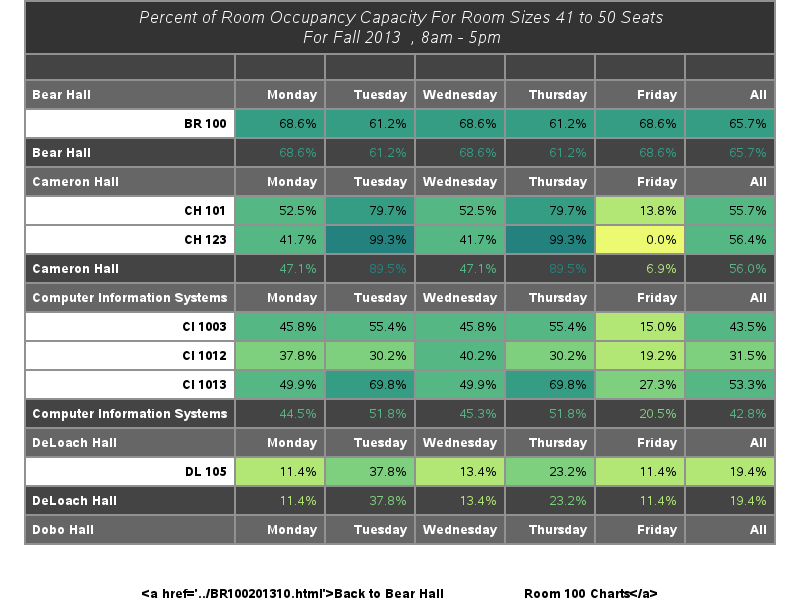 Percent of Room Occupancy Capacity For Room Sizes 41 to 50 Seats
For Fall 2013 , 8am - 5pm
Bear Hall Monday Tuesday Wednesday Thursday Friday All
BR 100 68.6% 61.2% 68.6% 61.2% 68.6% 65.7%
Bear Hall 68.6% 61.2% 68.6% 61.2% 68.6% 65.7%
Cameron Hall Monday Tuesday Wednesday Thursday Friday All
CH 101 52.5% 79.7% 52.5% 79.7% 13.8% 55.7%
CH 123 41.7% 99.3% 41.7% 99.3% 0.0% 56.4%
Cameron Hall 47.1% 89.5% 47.1% 89.5% 6.9% 56.0%
Computer Information Systems Monday Tuesday Wednesday Thursday Friday All
CI 1003 45.8% 55.4% 45.8% 55.4% 15.0% 43.5%
CI 1012 37.8% 30.2% 40.2% 30.2% 19.2% 31.5%
CI 1013 49.9% 69.8% 49.9% 69.8% 27.3% 53.3%
Computer Information Systems 44.5% 51.8% 45.3% 51.8% 20.5% 42.8%
DeLoach Hall Monday Tuesday Wednesday Thursday Friday All
DL 105 11.4% 37.8% 13.4% 23.2% 11.4% 19.4%
DeLoach Hall 11.4% 37.8% 13.4% 23.2% 11.4% 19.4%
Dobo Hall Monday Tuesday Wednesday Thursday Friday All
<a href='../BR100201310.html'>Back to Bear Hall Room 100 Charts</a>